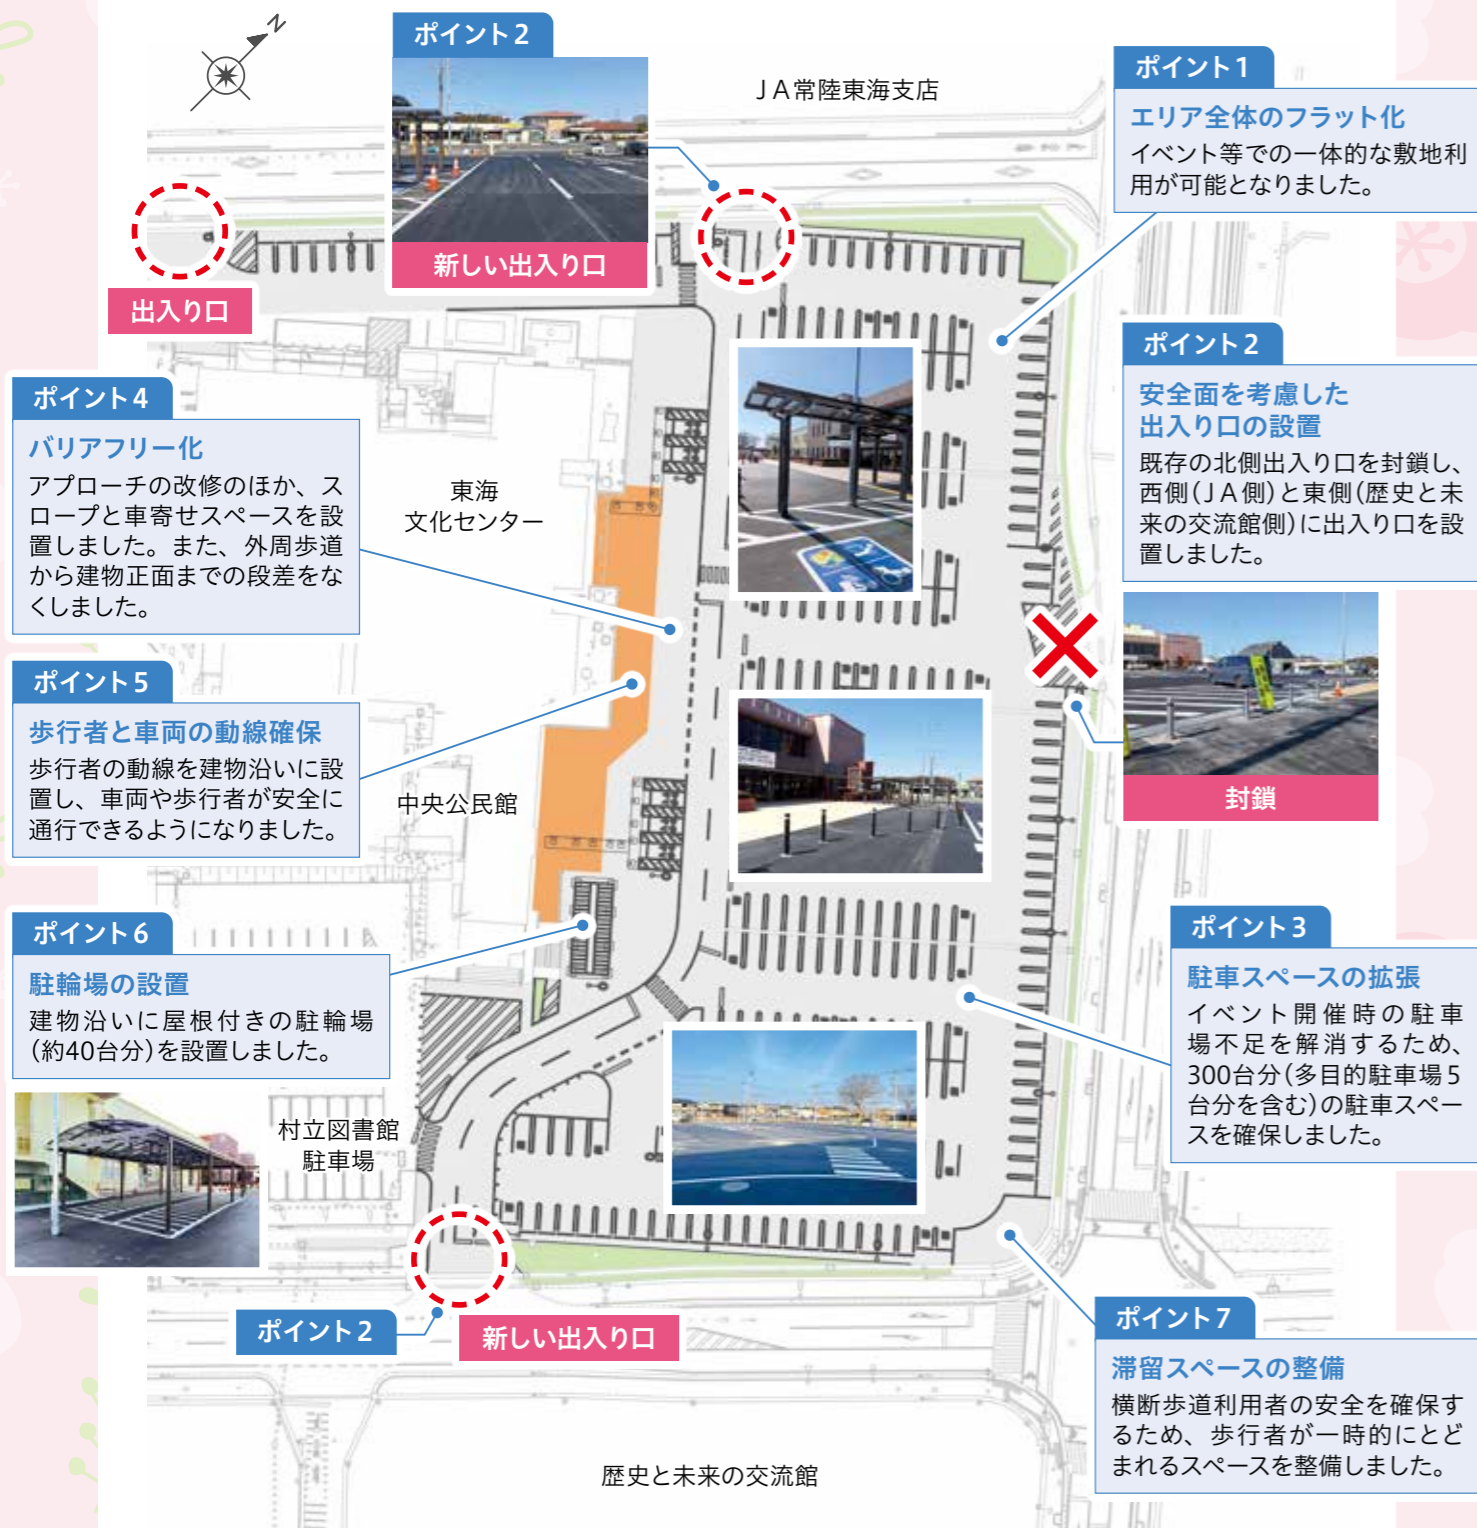 N
ポイント2
新しい出入り口
JA常陸東海支店
ポイント1
エリア全体のフラット化
イベント等での一体的な敷地利
用が可能となりました。
出入り口
ポイント2
安全面を考慮した
出入り口の設置
既存の北側出入り口を封鎖し、
西側(JA側)と東側(歴史と未
来の交流館側)に出入り口を設
置しました。
封鎖
ポイント4
バリアフリー化
アプローチの改修のほか、ス
ロープと車寄せスペースを設
置しました。また、外周歩道
から建物正面までの段差をな
くしました。
東海
文化センター
ポイント5
歩行者と車両の動線確保
歩行者の動線を建物沿いに設
置し、車両や歩行者が安全に
通行できるようになりました。
中央公民館
ポイント6
駐輪場の設置
建物沿いに屋根付きの駐輪場
(約40台分)を設置しました。
村立図書館
駐車場
ポイント3
駐車スペースの拡張
イベント開催時の駐車
場不足を解消するため、
300台分(多目的駐車場5
台分を含む)の駐車スペー
スを確保しました。
ポイント2
新しい出入り口
ポイント7
滞留スペースの整備
横断歩道利用者の安全を確保す
るため、歩行者が一時的にとど
まれるスペースを整備しました。
歴史と未来の交流館